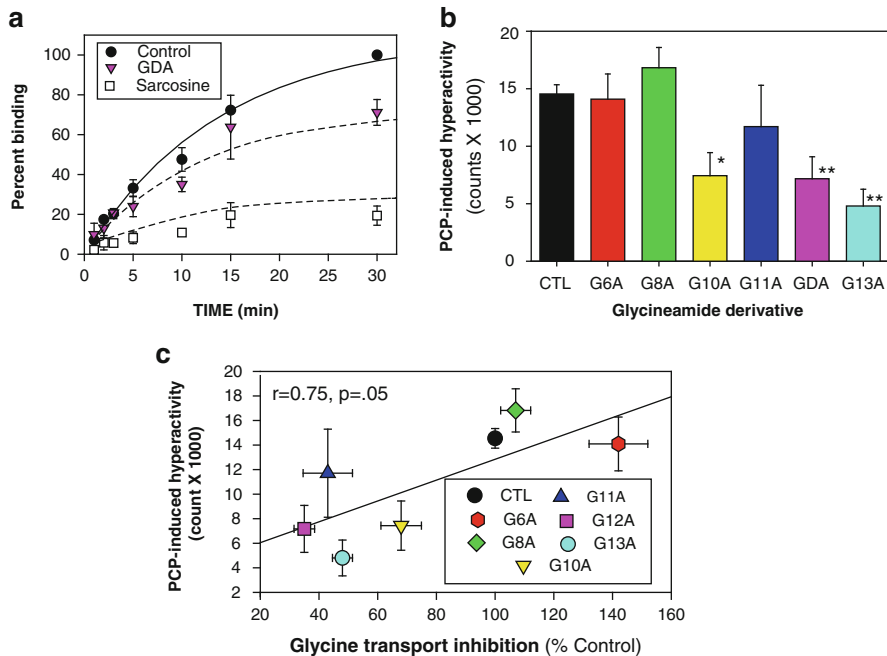 a
Percent binding
100
80
60
40
20
0
Control
GDA
Sarcosine
0 5 10 15 20 25 30
TIME (min)
b
PCP-induced hyperactivity
(counts X 1000)
20
15
10
5
0
*
**
**
CTL G6A G8A G10A G11A GDA G13A
Glycineamide derivative
c
PCP-induced hyperactivity
(count X 1000)
20
18
16
14
12
10
8
6
4
2
r=0.75, p=.05
CTL G11A
G6A G12A
G8A G13A
G10A
20 40 60 80 100 120 140 160
Glycine transport inhibition (% Control)